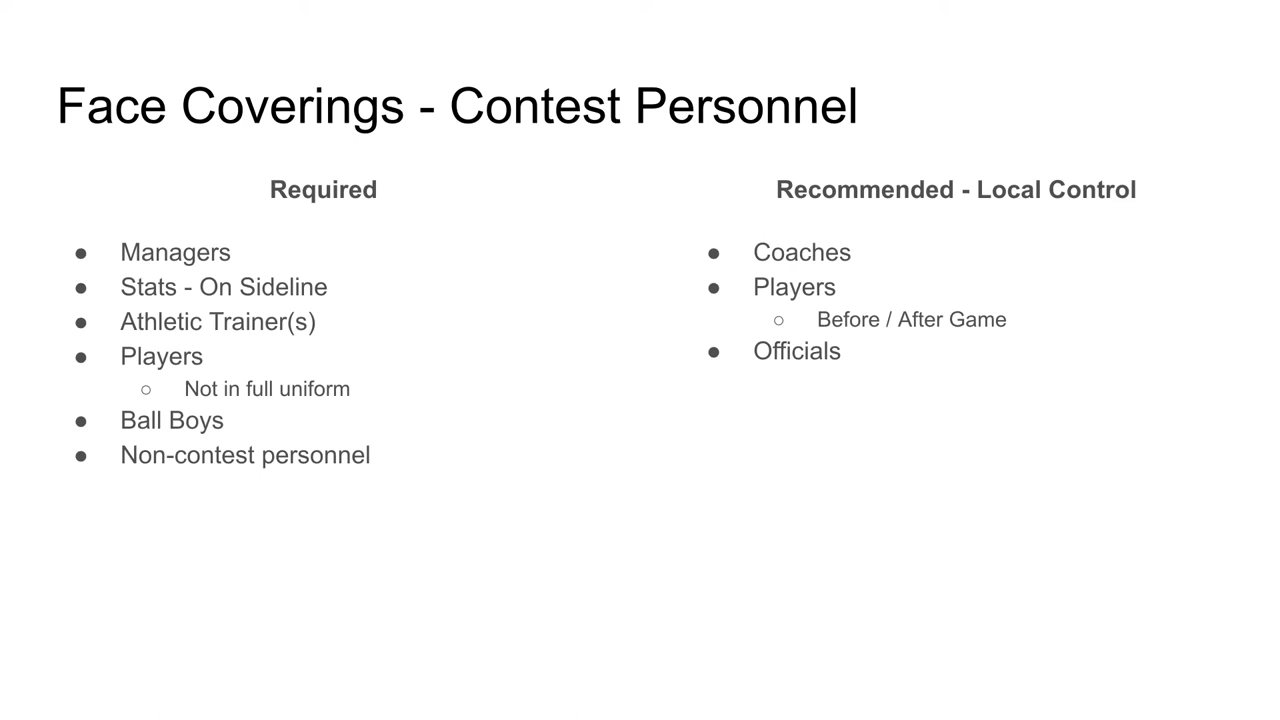 Face Coverings - Contest Personnel
Required
● Managers
● Stats - On Sideline
● Athletic Trainer(s)
● Players
○ Not in full uniform
● Ball Boys
● Non-contest personnel
Recommended - Local Control
● Coaches
● Players
○ Before / After Game
● Officials